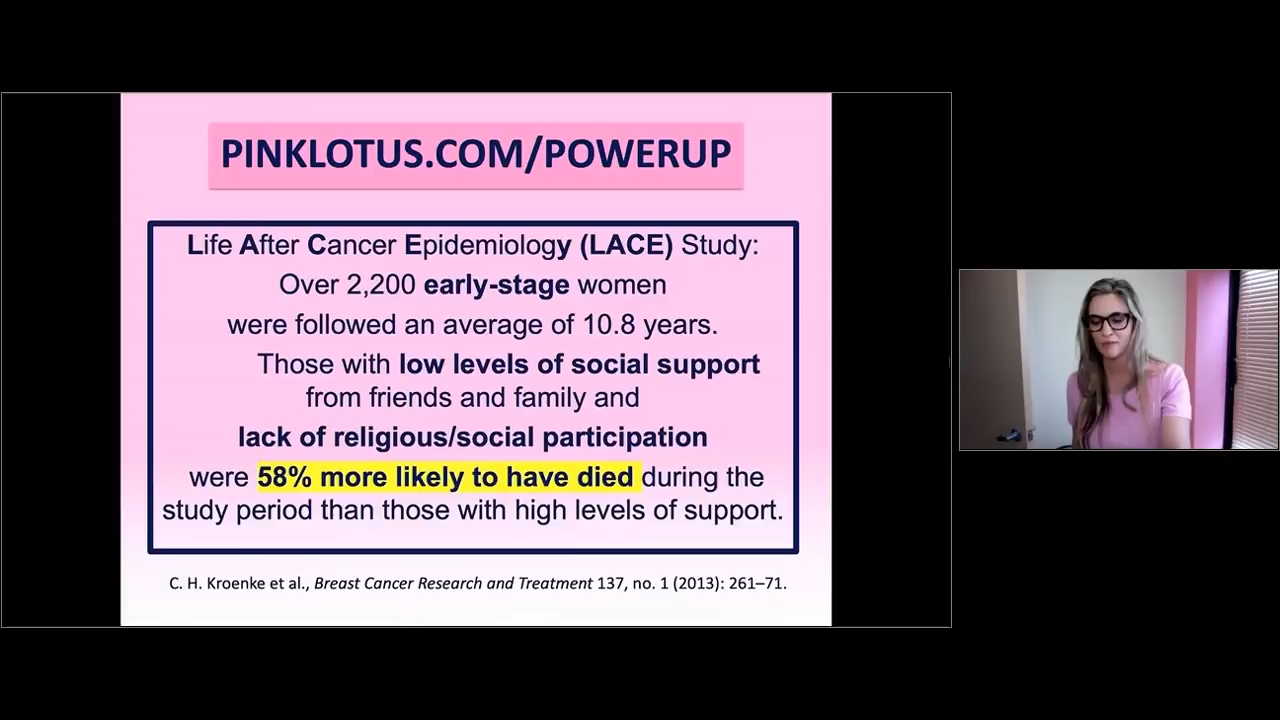 PINKLOTUS.COM/POWERUP
Life After Cancer Epidemiology (LACE) Study:
Over 2,200 early-stage women
were followed an average of 10.8 years.
Those with low levels of social support
from friends and family and
lack of religious/social participation
were 58% more likely to have died during the
study period than those with high levels of support.
C. H. Kroenke et al., Breast Cancer Research and Treatment 137, no. 1 (2013): 261–71.